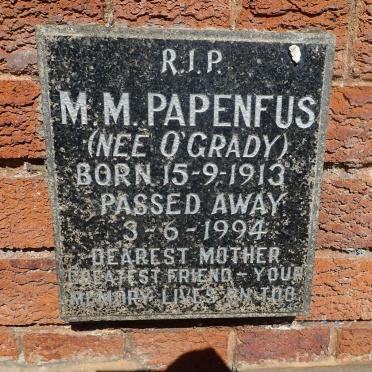 R.I.P.
M.M. PAPENFUS
(NEE O'GRADY)
BORN 15-9-1913
PASSED AWAY
3-6-1994
DEAREST MOTHER
GREATEST FRIEND - YOUR
MEMORY LIVES ON TOO